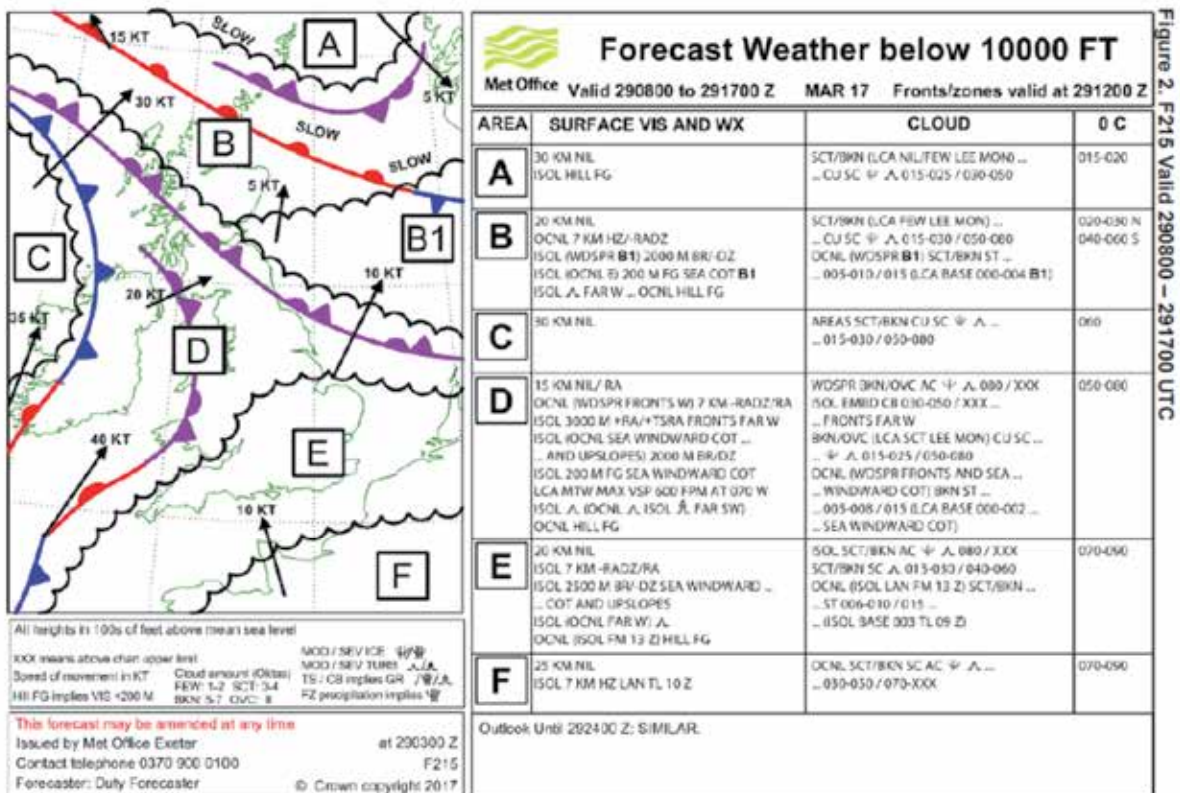 A
B
B1
C
D
E
F
SLOW
SLOW
SLOW
15 KT
30 KT
5 KT
5 KT
10 KT
20 KT
35 KT
40 KT
10 KT
All heights in 100s of feet above mean sea level
XXX means above chart upper limit
Speed of movement in KT
Hill FG implies VIS <200 M
Cloud amount (Oktas)
FEW: 1-2 SCT: 3-4
BKN: 5-7 OVC: 8
MOD / SEV ICE
MOD / SEV TURB
TS / CB implies GR
FZ precipitation implies
This forecast may be amended at any time
Issued by Met Office Exeter at 290300 Z
Contact telephone 0370 900 0100 F215
Forecaster: Duty Forecaster © Crown copyright 2017
Met Office
Forecast Weather below 10000 FT
Valid 290800 to 291700 Z MAR 17 Fronts/zones valid at 291200 Z
AREA SURFACE VIS AND WX CLOUD 0 C
A
30 KM NIL
ISOL HILL FG
SCT/BKN (LCA NIL/FEW LEE MON) ...
... CU SC 015-025 / 030-050
015-020
B
20 KM NIL
OCNL 7 KM HZ/-RADZ
ISOL (WDSPR B1) 2000 M BR/-DZ
ISOL (OCNL E) 200 M FG SEA COT B1
ISOL FAR W ... OCNL HILL FG
SCT/BKN (LCA FEW LEE MON) ...
... CU SC 015-030 / 050-080
OCNL (WDSPR B1) SCT/BKN ST ...
... 005-010 / 015 (LCA BASE 000-004 B1)
020-030 N
040-060 S
C
30 KM NIL
AREAS SCT/BKN CU SC ...
... 015-030 / 050-080
060
D
15 KM NIL/ RA
OCNL (WDSPR FRONTS W) 7 KM -RADZ/RA
ISOL 3000 M +RA/+TSRA FRONTS FAR W
ISOL (OCNL SEA WINDWARD COT ...
... AND UPSLOPES) 2000 M BR/DZ
ISOL 200 M FG SEA WINDWARD COT
LCA MTW MAX VSP 600 FPM AT 070 W
ISOL (OCNL ISOL FAR SW)
OCNL HILL FG
WDSPR BKN/OVC AC 080 / XXX
ISOL EMBD CB 030-050 / XXX ...
... FRONTS FAR W
BKN/OVC (LCA SCT LEE MON) CU SC ...
... 015-025 / 050-080
OCNL (WDSPR FRONTS AND SEA ...
... WINDWARD COT) BKN ST ...
... 005-008 / 015 (LCA BASE 000-002 ...
... SEA WINDWARD COT)
050-080
E
20 KM NIL
ISOL 7 KM -RADZ/RA
ISOL 2500 M BR/-DZ SEA WINDWARD ...
... COT AND UPSLOPES
ISOL (OCNL FAR W)
OCNL (ISOL FM 13 Z) HILL FG
ISOL SCT/BKN AC 080 / XXX
SCT/BKN SC 015-030 / 040-060
OCNL (ISOL LAN FM 13 Z) SCT/BKN ...
... ST 006-010 / 015 ...
... (ISOL BASE 003 TL 09 Z)
070-090
F
25 KM NIL
ISOL 7 KM HZ LAN TL 10 Z
OCNL SCT/BKN SC AC ...
... 030-050 / 070-XXX
070-090
Outlook Until 292400 Z: SIMILAR.
Figure 2. F215 Valid 290800 – 291700 UTC